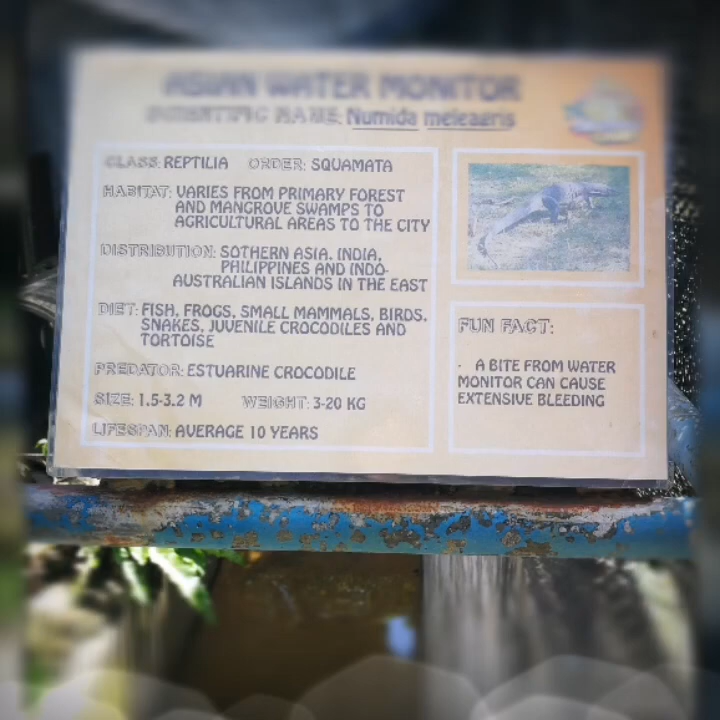 ASIAN WATER MONITOR
SCIENTIFIC NAME: Numida meleagris
CLASS: REPTILIA ORDER: SQUAMATA
HABITAT: VARIES FROM PRIMARY FOREST
AND MANGROVE SWAMPS TO
AGRICULTURAL AREAS TO THE CITY
DISTRIBUTION: SOTHERN ASIA, INDIA,
PHILIPPINES AND INDO-
AUSTRALIAN ISLANDS IN THE EAST
DIET: FISH, FROGS, SMALL MAMMALS, BIRDS,
SNAKES, JUVENILE CROCODILES AND
TORTOISE
PREDATOR: ESTUARINE CROCODILE
SIZE: 1.5-3.2 M WEIGHT: 3-20 KG
LIFESPAN: AVERAGE 10 YEARS
FUN FACT:
· A BITE FROM WATER
MONITOR CAN CAUSE
EXTENSIVE BLEEDING